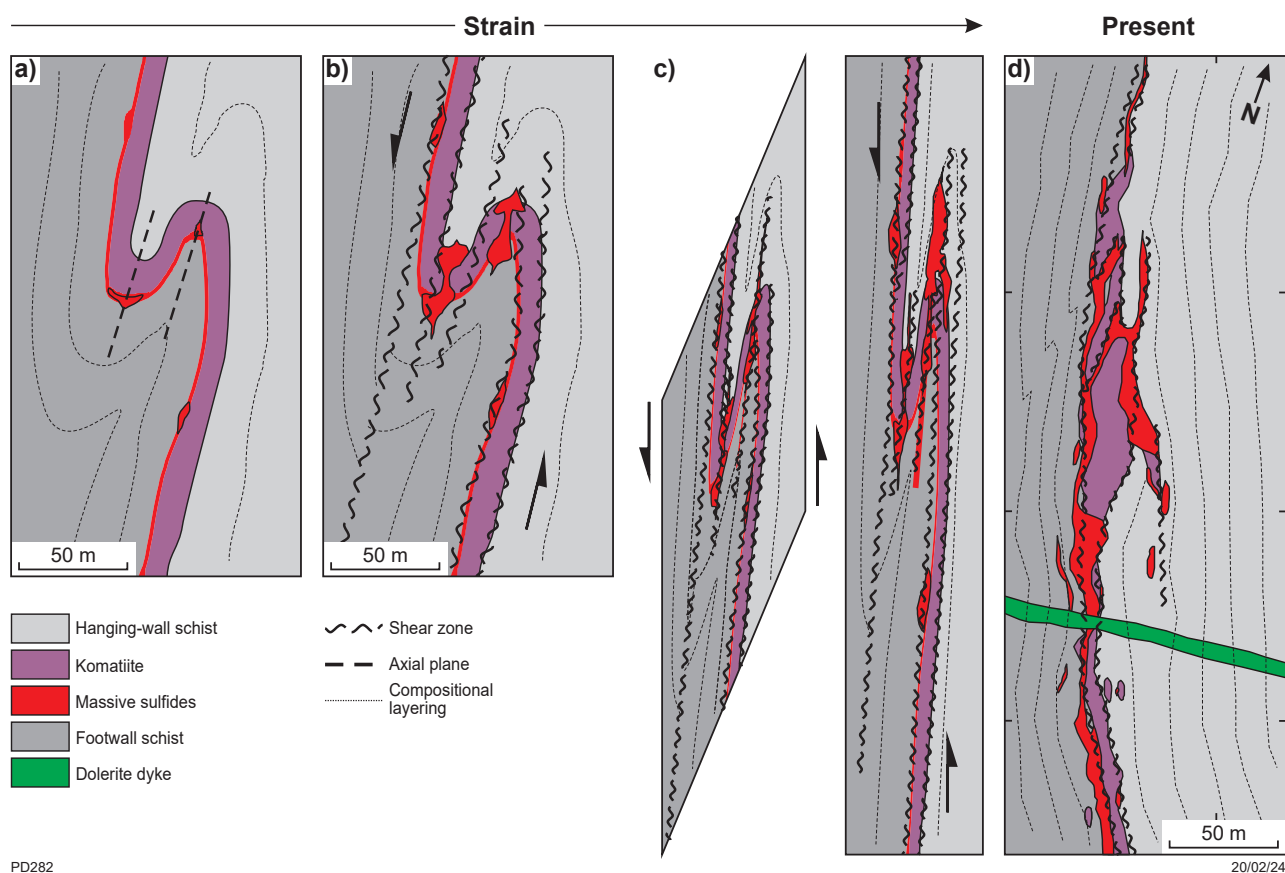 Strain
Present
a)
b)
c)
d)
N
50 m
50 m
50 m
Hanging-wall schist
Komatiite
Massive sulfides
Footwall schist
Dolerite dyke
Shear zone
Axial plane
Compositional
layering
PD282
20/02/24